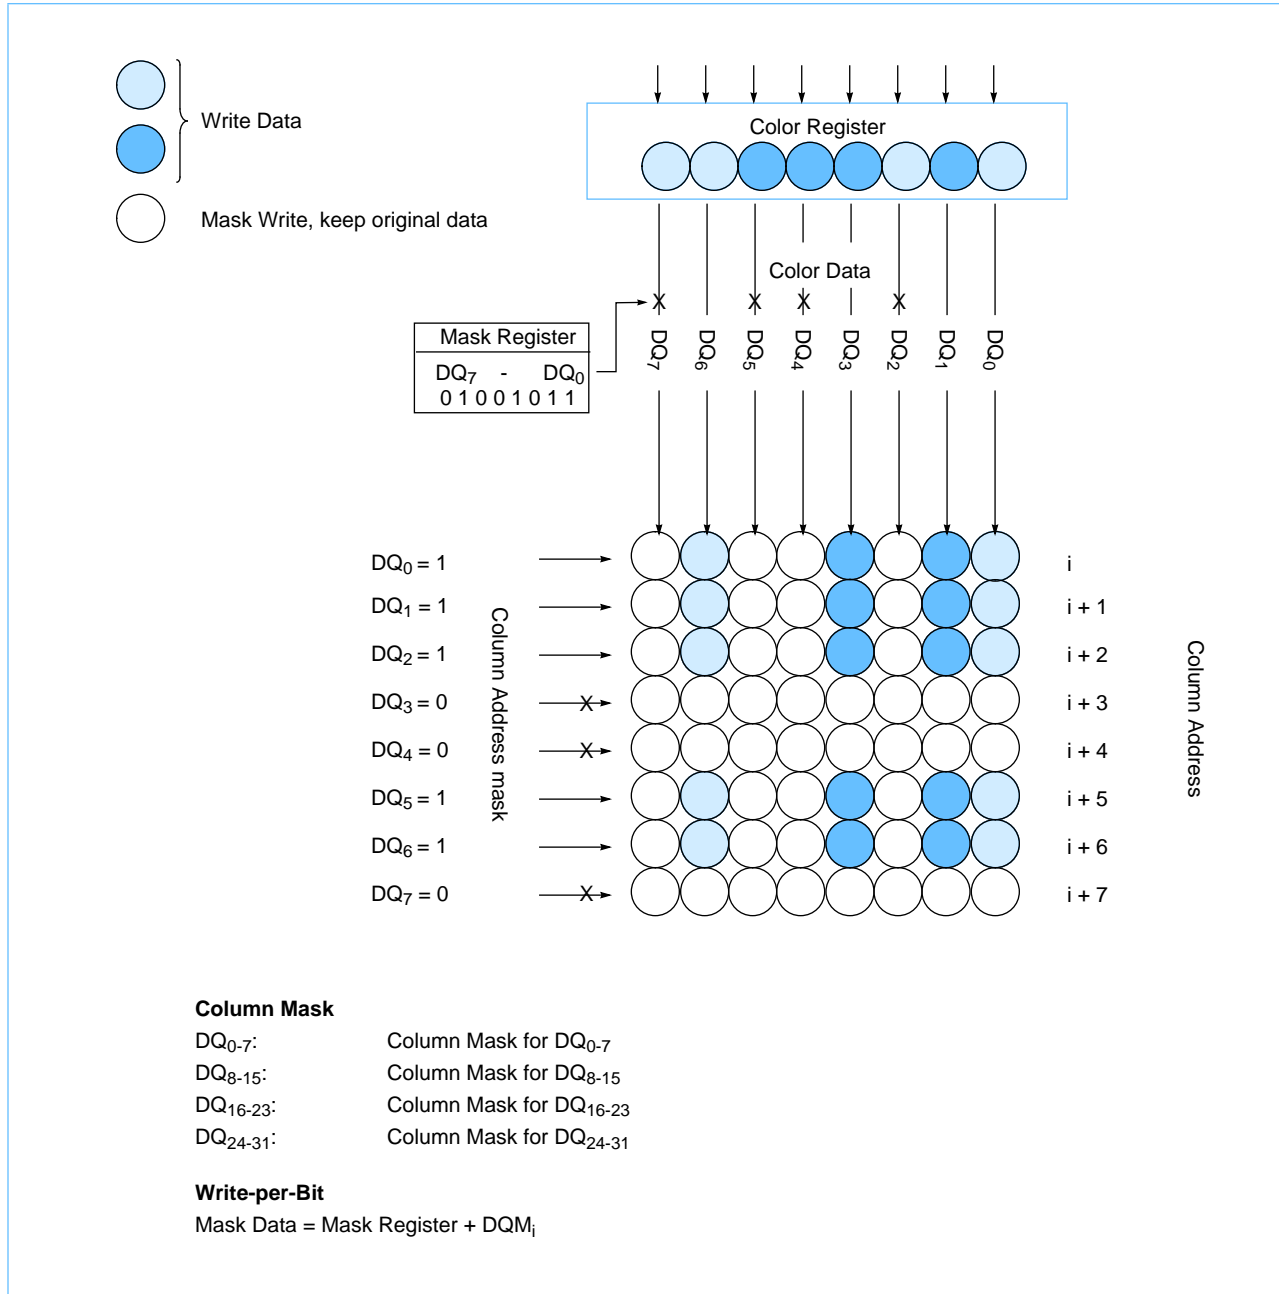 Write Data
Mask Write, keep original data
Color Register
Color Data
X X X X
Mask Register
DQ7 - DQ0
0 1 0 0 1 0 1 1
DQ7 DQ6 DQ5 DQ4 DQ3 DQ2 DQ1 DQ0
DQ0 = 1 i
DQ1 = 1 i + 1
DQ2 = 1 i + 2
DQ3 = 0 X i + 3
DQ4 = 0 X i + 4
DQ5 = 1 i + 5
DQ6 = 1 i + 6
DQ7 = 0 X i + 7
Column Address mask
Column Address
Column Mask
DQ0-7: Column Mask for DQ0-7
DQ8-15: Column Mask for DQ8-15
DQ16-23: Column Mask for DQ16-23
DQ24-31: Column Mask for DQ24-31
Write-per-Bit
Mask Data = Mask Register + DQMi